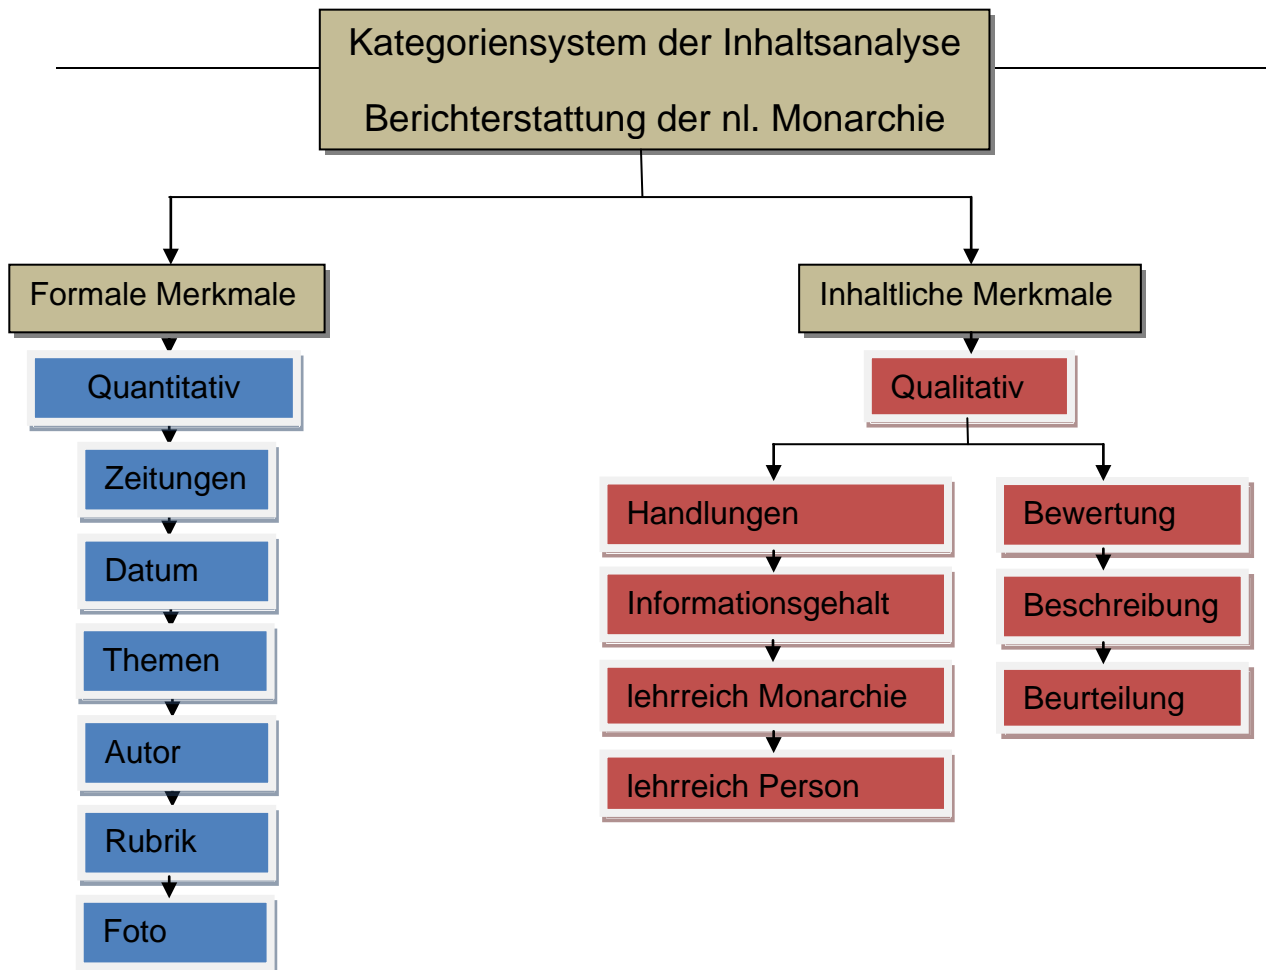 Kategoriensystem der Inhaltsanalyse
Berichterstattung der nl. Monarchie
Formale Merkmale
Quantitativ
Zeitungen
Datum
Themen
Autor
Rubrik
Foto
Inhaltliche Merkmale
Qualitativ
Handlungen
Informationsgehalt
lehrreich Monarchie
lehrreich Person
Bewertung
Beschreibung
Beurteilung